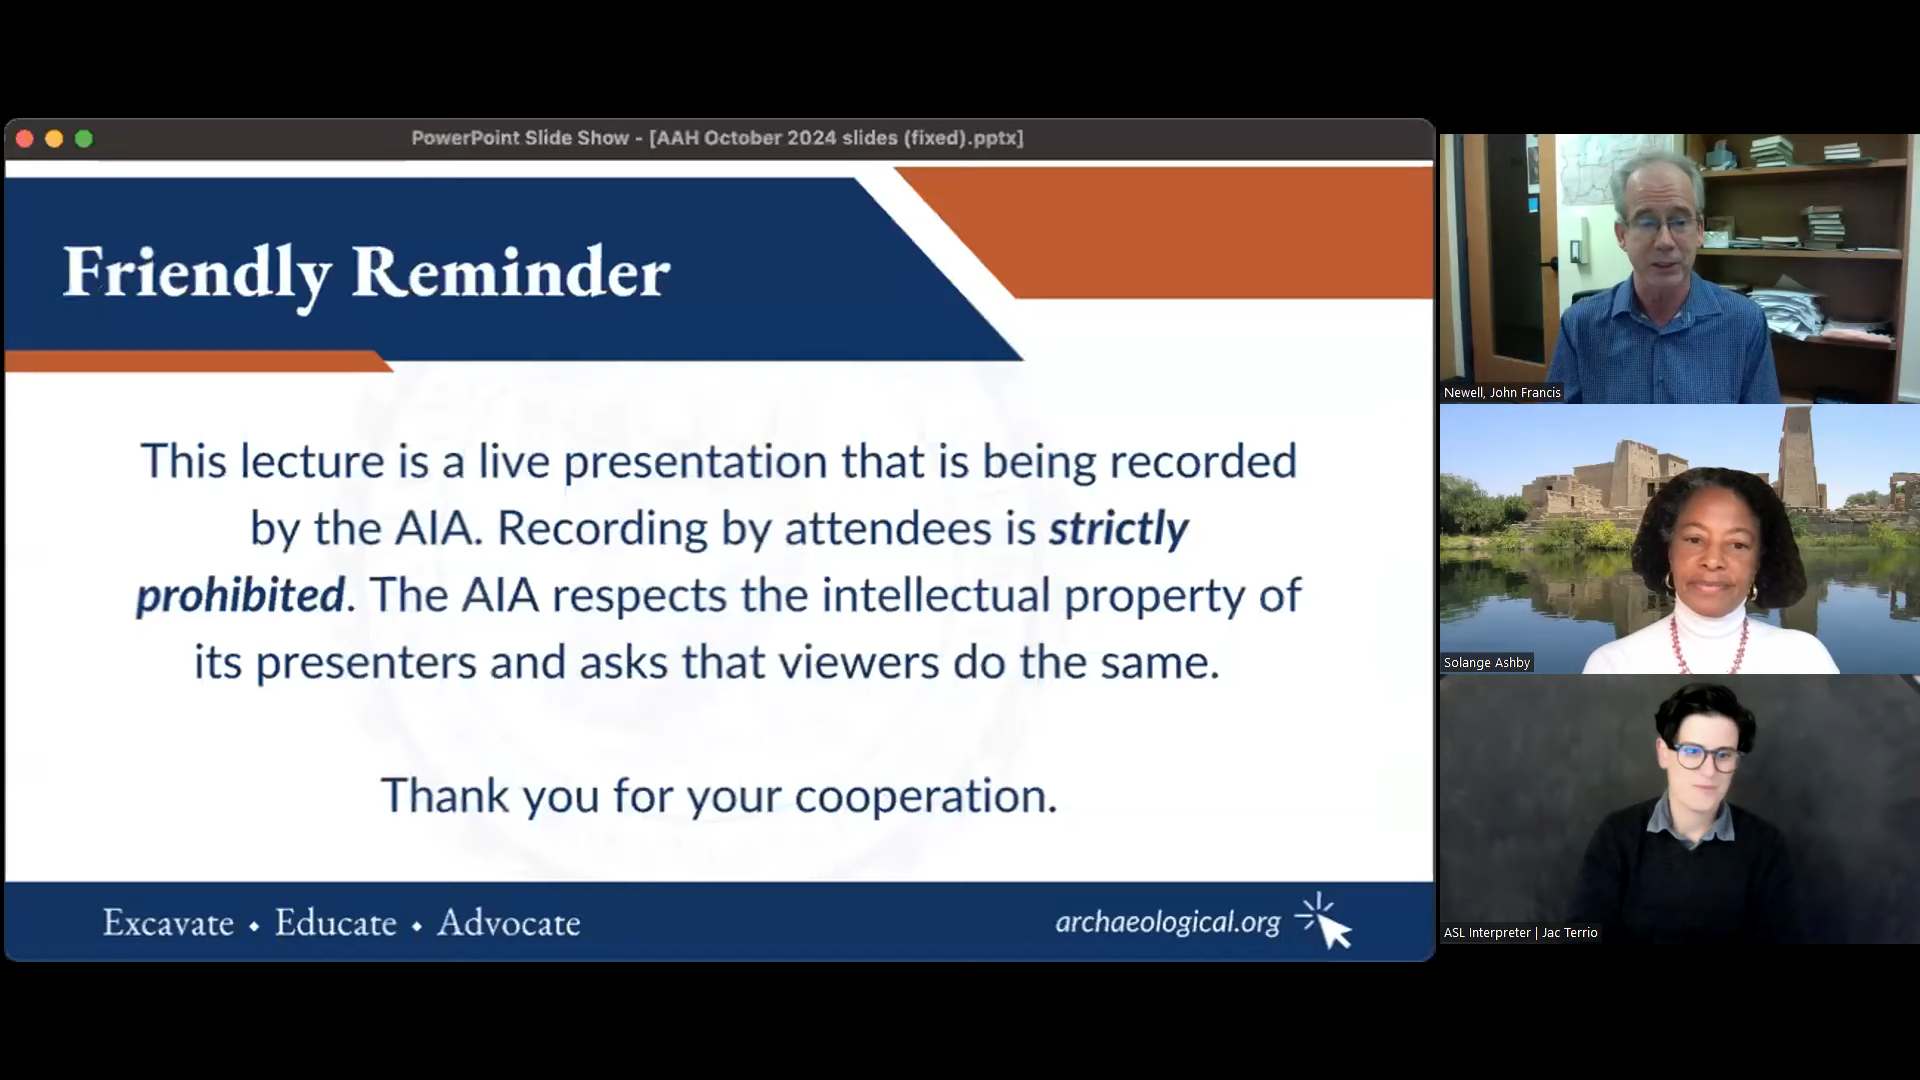 PowerPoint Slide Show - [AAH October 2024 slides (fixed).pptx]
Friendly Reminder
This lecture is a live presentation that is being recorded
by the AIA. Recording by attendees is strictly
prohibited. The AIA respects the intellectual property of
its presenters and asks that viewers do the same.
Thank you for your cooperation.
Excavate • Educate • Advocate
archaeological.org
Newell, John Francis
Solange Ashby
ASL Interpreter | Jac Terrio